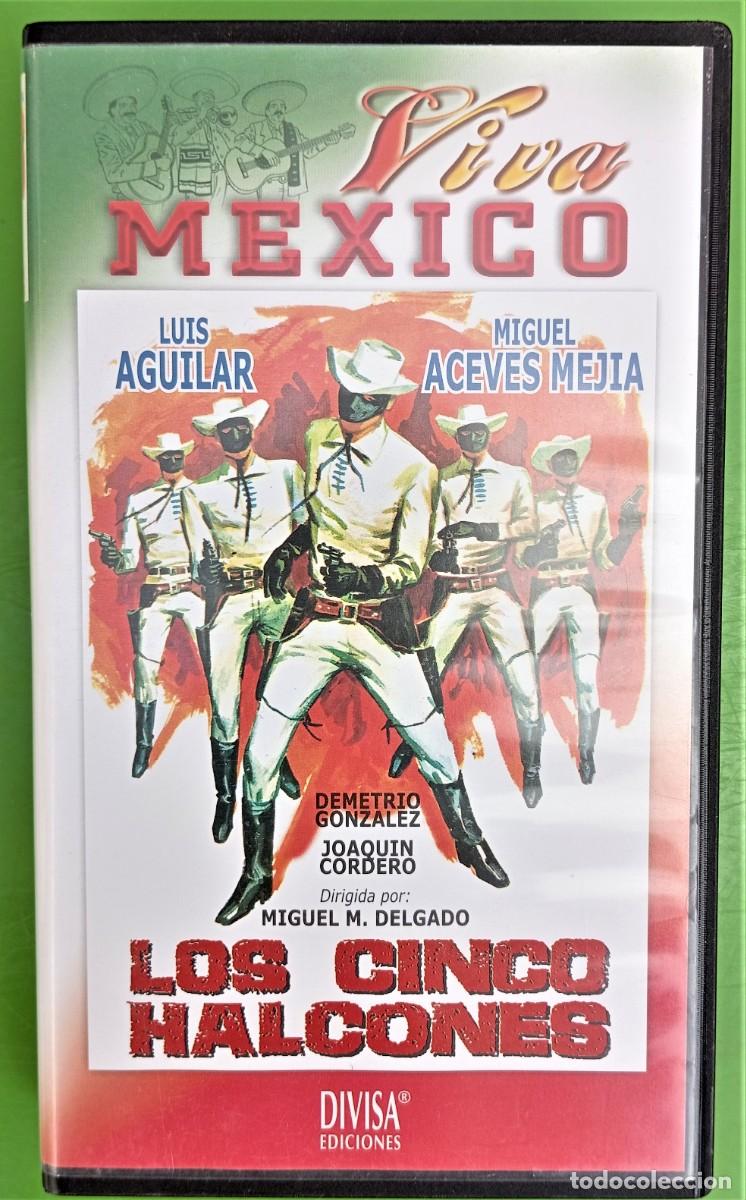 Viva
MEXICO
LUIS
AGUILAR
MIGUEL
ACEVES MEJIA
DEMETRIO
GONZALEZ
JOAQUIN
CORDERO
Dirigida por:
MIGUEL M. DELGADO
LOS CINCO
HALCONES
DIVISA®
EDICIONES
todocoleccion